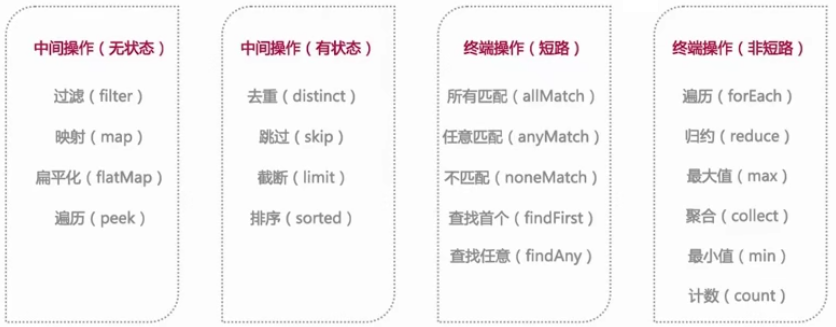 中间操作（无状态）
过滤（filter）
映射（map）
扁平化（flatMap）
遍历（peek）
中间操作（有状态）
去重（distinct）
跳过（skip）
截断（limit）
排序（sorted）
终端操作（短路）
所有匹配（allMatch）
任意匹配（anyMatch）
不匹配（noneMatch）
查找首个（findFirst）
查找任意（findAny）
终端操作（非短路）
遍历（forEach）
归约（reduce）
最大值（max）
聚合（collect）
最小值（min）
计数（count）